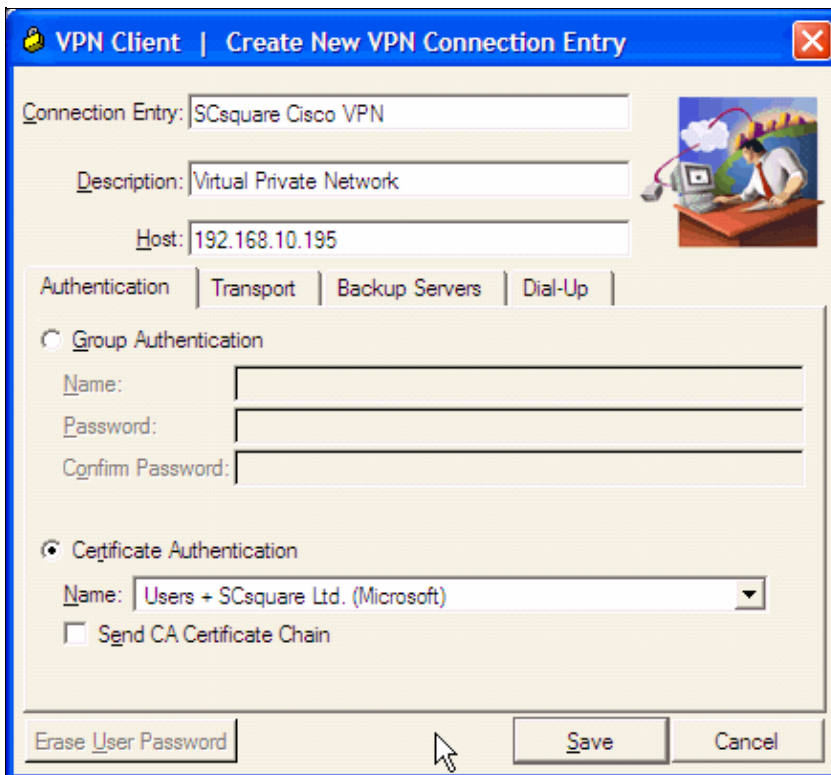 VPN Client | Create New VPN Connection Entry
Connection Entry: SCsquare Cisco VPN
Description: Virtual Private Network
Host: 192.168.10.195
Authentication Transport Backup Servers Dial-Up
Group Authentication
Name:
Password:
Confirm Password:
Certificate Authentication
Name: Users + SCsquare Ltd. (Microsoft)
Send CA Certificate Chain
Erase User Password Save Cancel